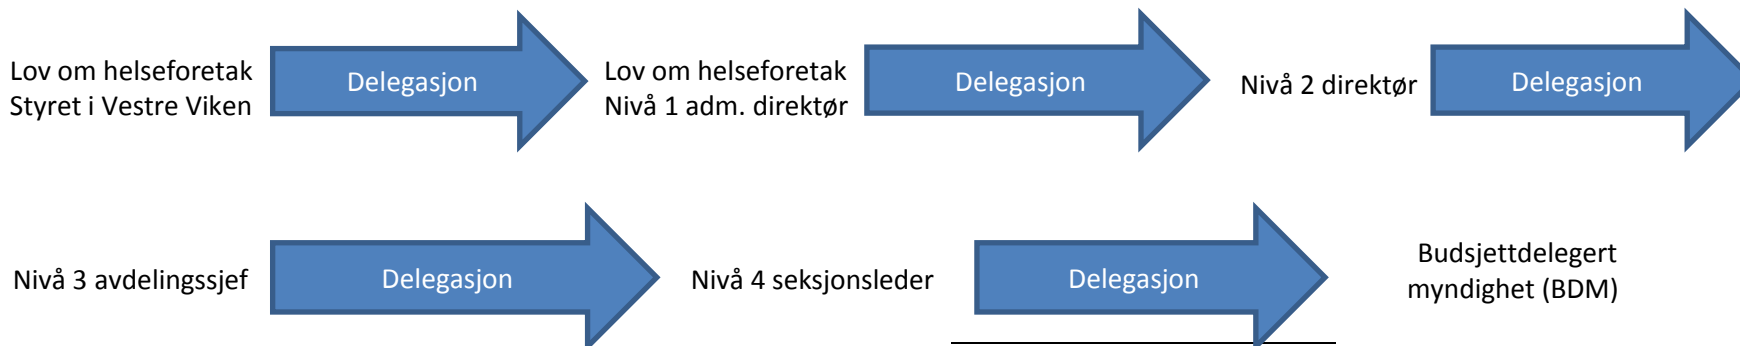 Lov om helseforetak
Styret i Vestre Viken
Delegasjon
Lov om helseforetak
Nivå 1 adm. direktør
Delegasjon
Nivå 2 direktør
Delegasjon
Nivå 3 avdelingssjef
Delegasjon
Nivå 4 seksjonsleder
Delegasjon
Budsjettdelegert
myndighet (BDM)